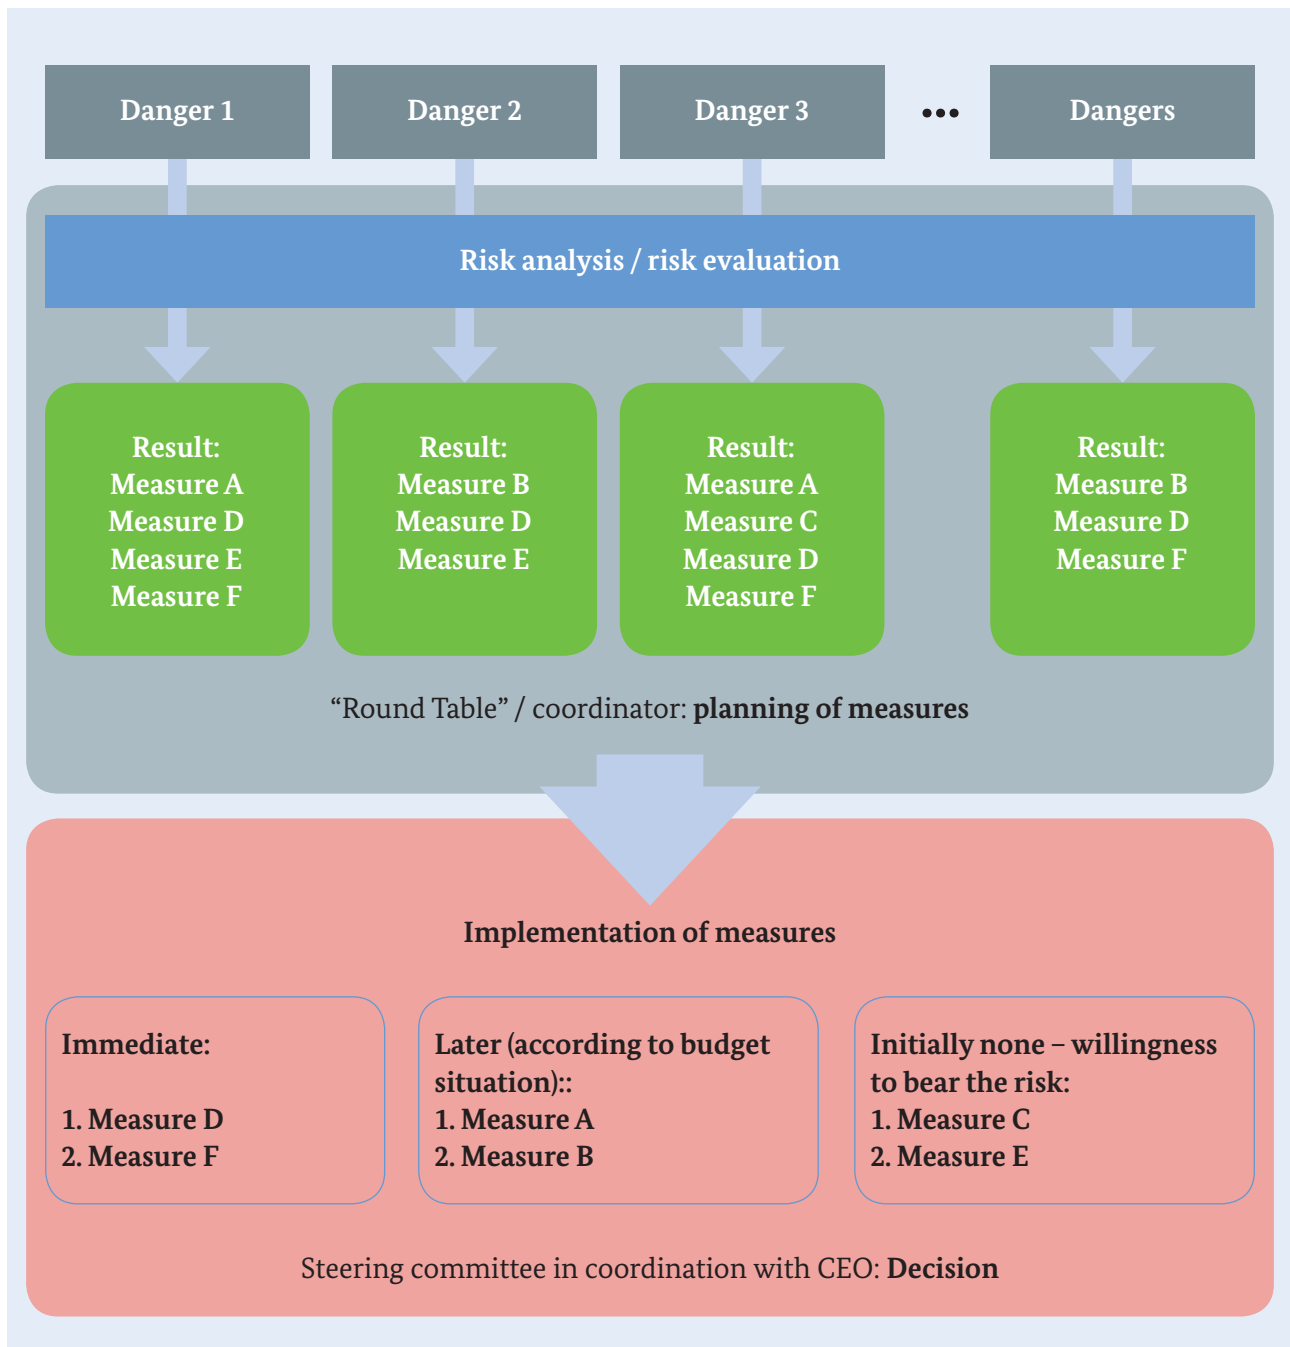 Danger 1
Danger 2
Danger 3
...
Dangers
Risk analysis / risk evaluation
Result:
Measure A
Measure D
Measure E
Measure F
Result:
Measure B
Measure D
Measure E
Result:
Measure A
Measure C
Measure D
Measure F
Result:
Measure B
Measure D
Measure F
“Round Table” / coordinator: planning of measures
Implementation of measures
Immediate:
1. Measure D
2. Measure F
Later (according to budget
situation)::
1. Measure A
2. Measure B
Initially none – willingness
to bear the risk:
1. Measure C
2. Measure E
Steering committee in coordination with CEO: Decision